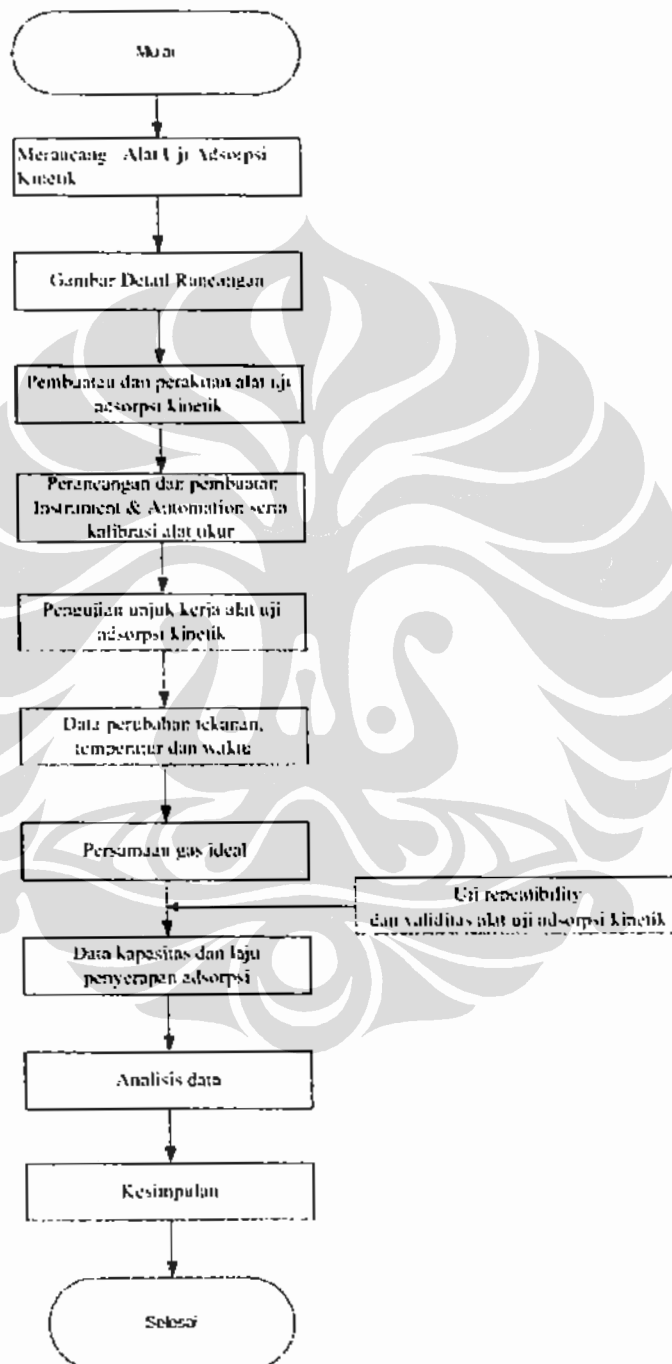 Mulai
Merancang Alat Uji Adsorpsi
Kinetik
Gambar Detail Rancangan
Pembuatan dan perakitan alat uji
adsorpsi kinetik
Perancangan dan pembuatan
Instrument & Automation serta
kalibrasi alat ukur
Pengujian unjuk kerja alat uji
adsorpsi kinetik
Data perubahan tekanan,
temperatur dan waktu
Persamaan gas ideal
Uji repeatibility
dan validitas alat uji adsorpsi kinetik
Data kapasitas dan laju
penyerapan adsorpsi
Analisis data
Kesimpulan
Selesai